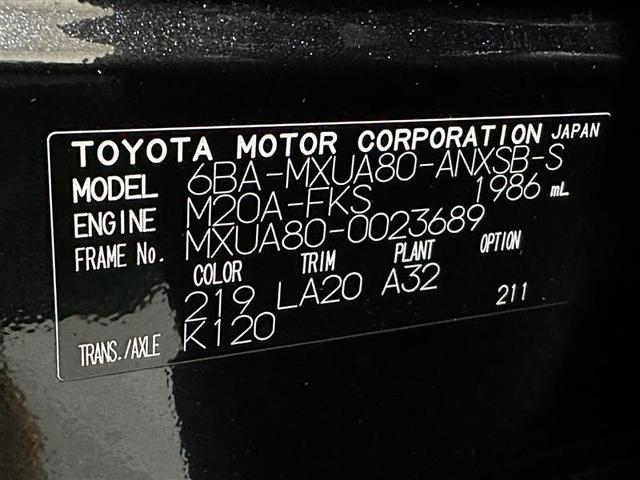 TOYOTA MOTOR CORPORATION JAPAN
MODEL 6BA-MXUA80-ANXSB-S
ENGINE M20A-FKS 1986 mL
FRAME No. MXUA80-0023689
COLOR TRIM PLANT OPTION
219 LA20 A32 211
TRANS./AXLE K120